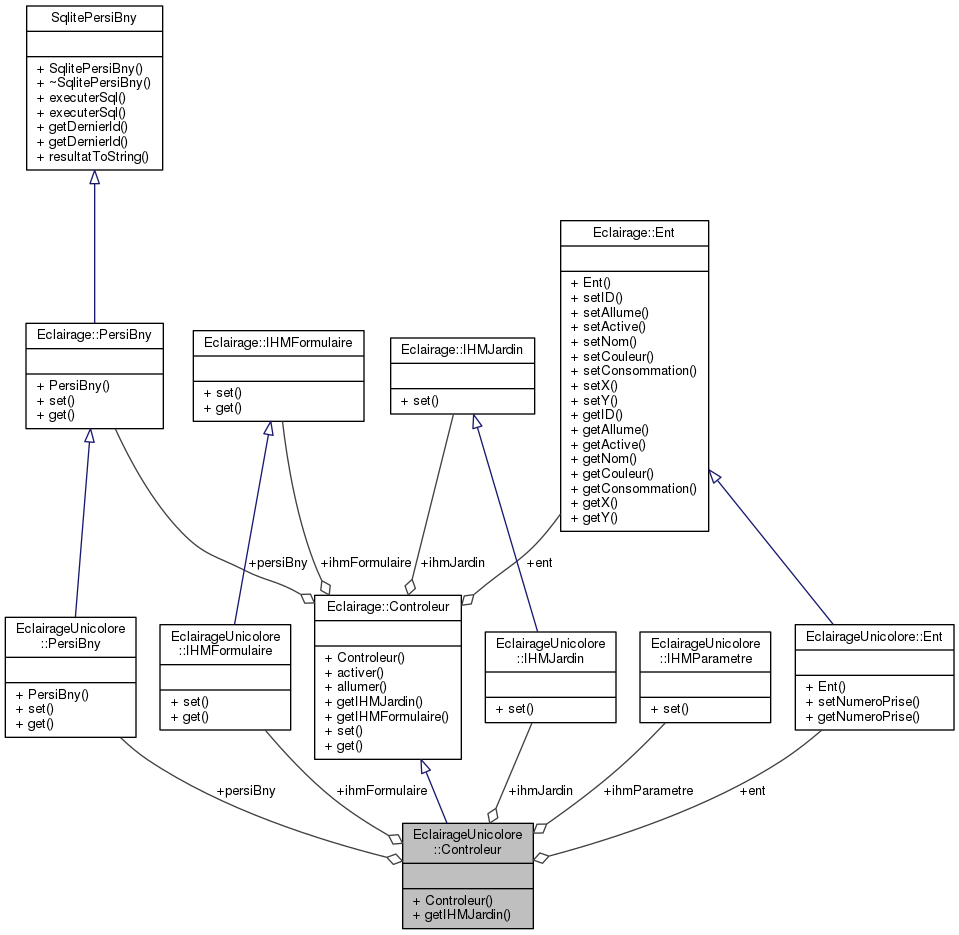 SqlitePersiBny
+ SqlitePersiBny()
+ ~SqlitePersiBny()
+ executerSql()
+ executerSql()
+ getDernierId()
+ getDernierId()
+ resultatToString()
Eclairage::Ent
+ Ent()
+ setID()
+ setAllume()
+ setActive()
+ setNom()
+ setCouleur()
+ setConsommation()
+ setX()
+ setY()
+ getID()
+ getAllume()
+ getActive()
+ getNom()
+ getCouleur()
+ getConsommation()
+ getX()
+ getY()
Eclairage::PersiBny
+ PersiBny()
+ set()
+ get()
Eclairage::IHMFormulaire
+ set()
+ get()
Eclairage::IHMJardin
+ set()
+persiBny
+ihmFormulaire
+ihmJardin
+ent
EclairageUnicolore
::PersiBny
+ PersiBny()
+ set()
+ get()
EclairageUnicolore
::IHMFormulaire
+ set()
+ get()
Eclairage::Controleur
+ Controleur()
+ activer()
+ allumer()
+ getIHMJardin()
+ getIHMFormulaire()
+ set()
+ get()
EclairageUnicolore
::IHMJardin
+ set()
EclairageUnicolore
::IHMParametre
+ set()
EclairageUnicolore::Ent
+ Ent()
+ setNumeroPrise()
+ getNumeroPrise()
+persiBny
+ihmFormulaire
+ihmJardin
+ihmParametre
+ent
EclairageUnicolore
::Controleur
+ Controleur()
+ getIHMJardin()